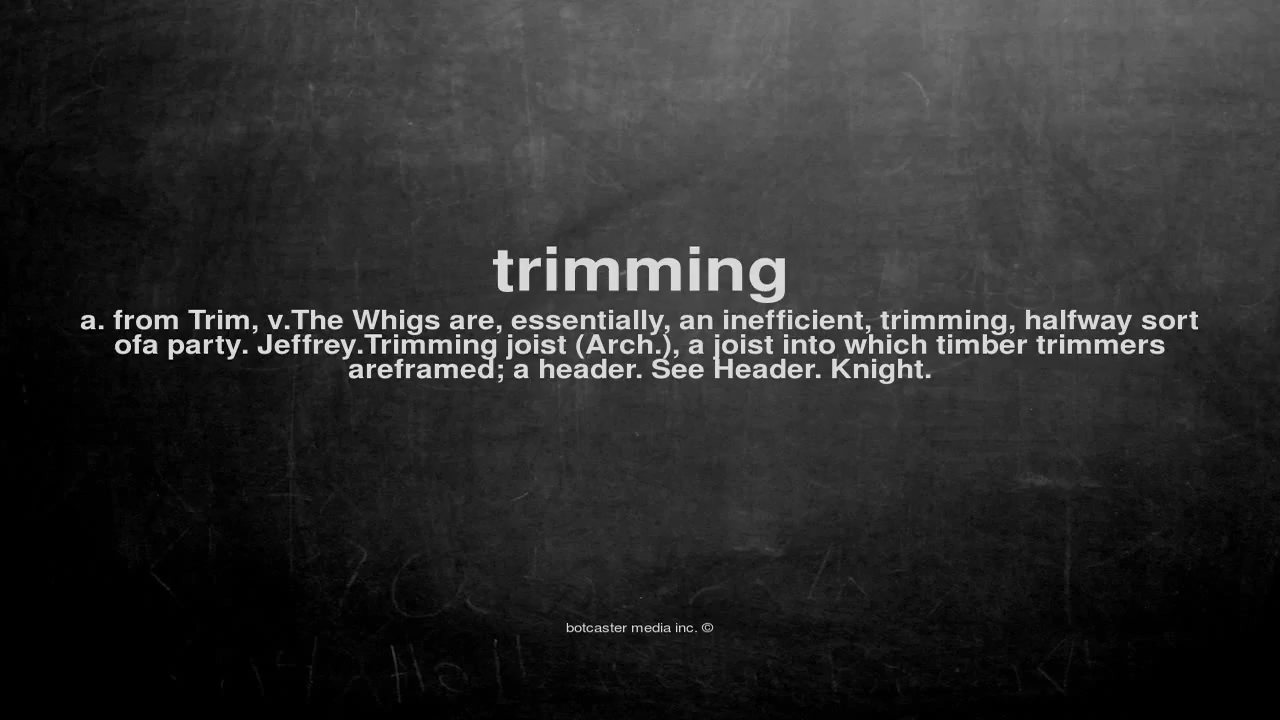 trimming
a. from Trim, v.The Whigs are, essentially, an inefficient, trimming, halfway sort
ofa party. Jeffrey.Trimming joist (Arch.), a joist into which timber trimmers
areframed; a header. See Header. Knight.
botcaster media inc. ©